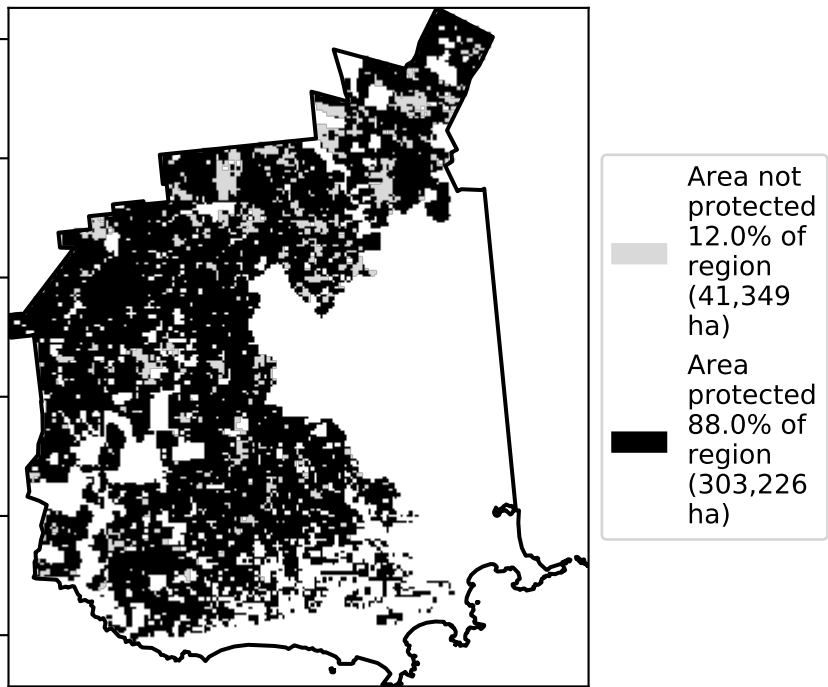 Area not
protected
12.0% of
region
(41,349
ha)
Area
protected
88.0% of
region
(303,226
ha)